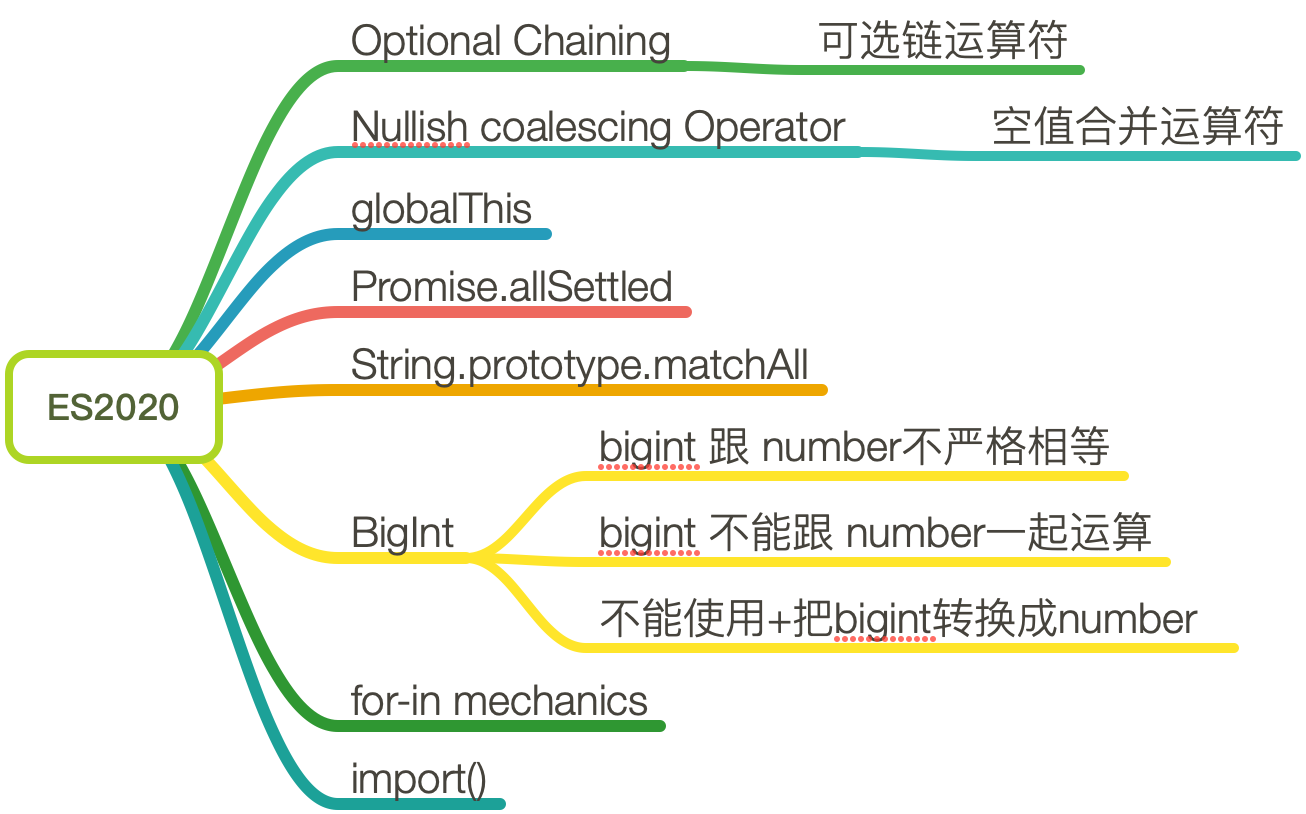 Optional Chaining
可选链运算符
Nullish coalescing Operator
空值合并运算符
globalThis
Promise.allSettled
String.prototype.matchAll
ES2020
bigint 跟 number不严格相等
BigInt
bigint 不能跟 number一起运算
不能使用+把bigint转换成number
for-in mechanics
import()